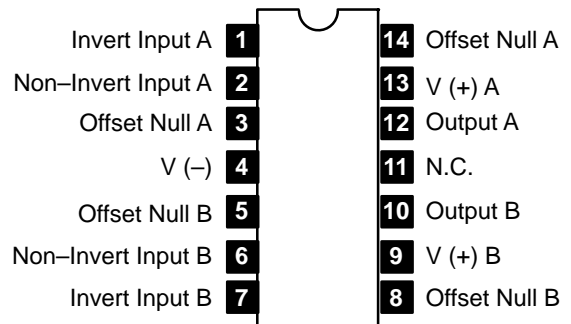 Invert Input A 1 14 Offset Null A
Non–Invert Input A 2 13 V (+) A
Offset Null A 3 12 Output A
V (–) 4 11 N.C.
Offset Null B 5 10 Output B
Non–Invert Input B 6 9 V (+) B
Invert Input B 7 8 Offset Null B